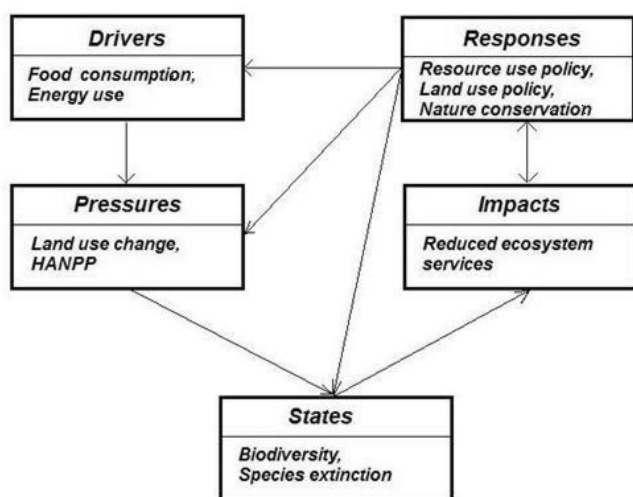 Drivers
Food consumption;
Energy use
Responses
Resource use policy,
Land use policy,
Nature conservation
Pressures
Land use change,
HANPP
Impacts
Reduced ecosystem
services
States
Biodiversity,
Species extinction